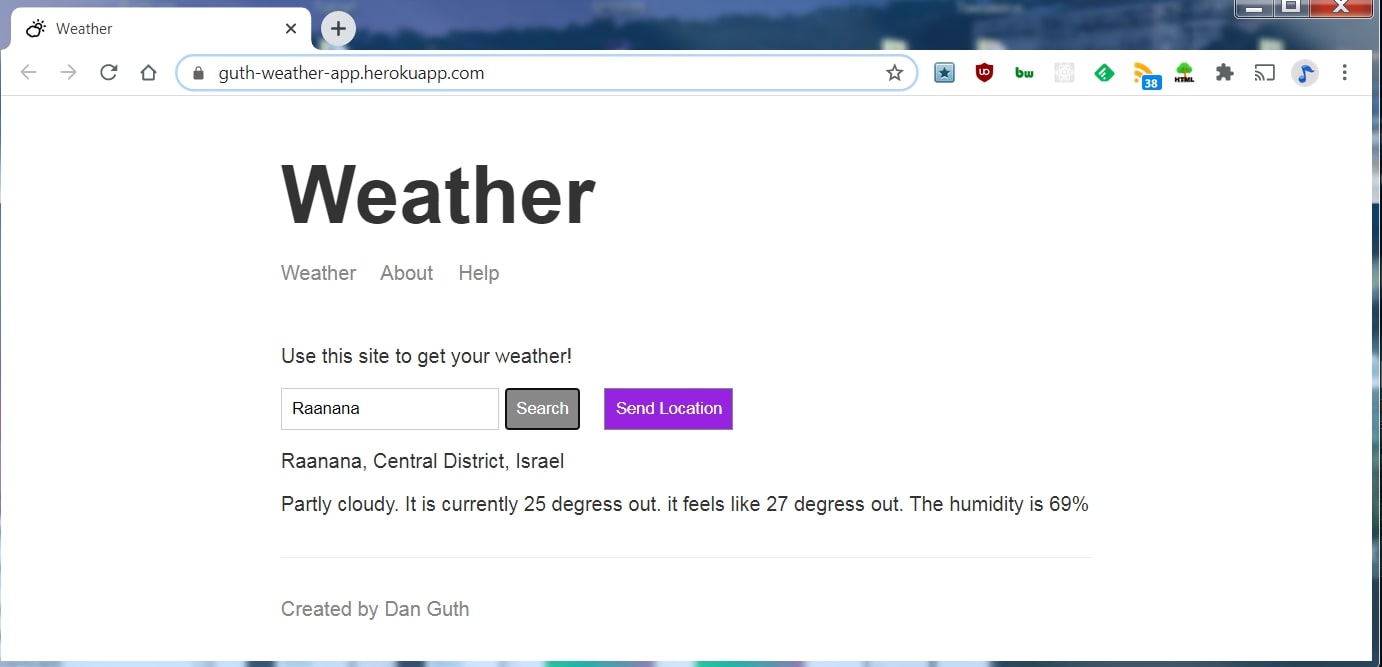 Weather
guth-weather-app.herokuapp.com
UD
bw
38
HTML
Weather
Weather About Help
Use this site to get your weather!
Raanana Search Send Location
Raanana, Central District, Israel
Partly cloudy. It is currently 25 degress out. it feels like 27 degress out. The humidity is 69%
Created by Dan Guth